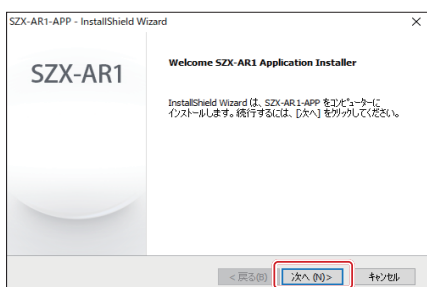 SZX-AR1-APP - InstallShield Wizard
SZX-AR1
Welcome SZX-AR1 Application Installer
InstallShield Wizard は、SZX-AR1-APP をコンピューターに
インストールします。続行するには、[次へ] をクリックしてください。
< 戻る(B)
次へ (N) >
キャンセル